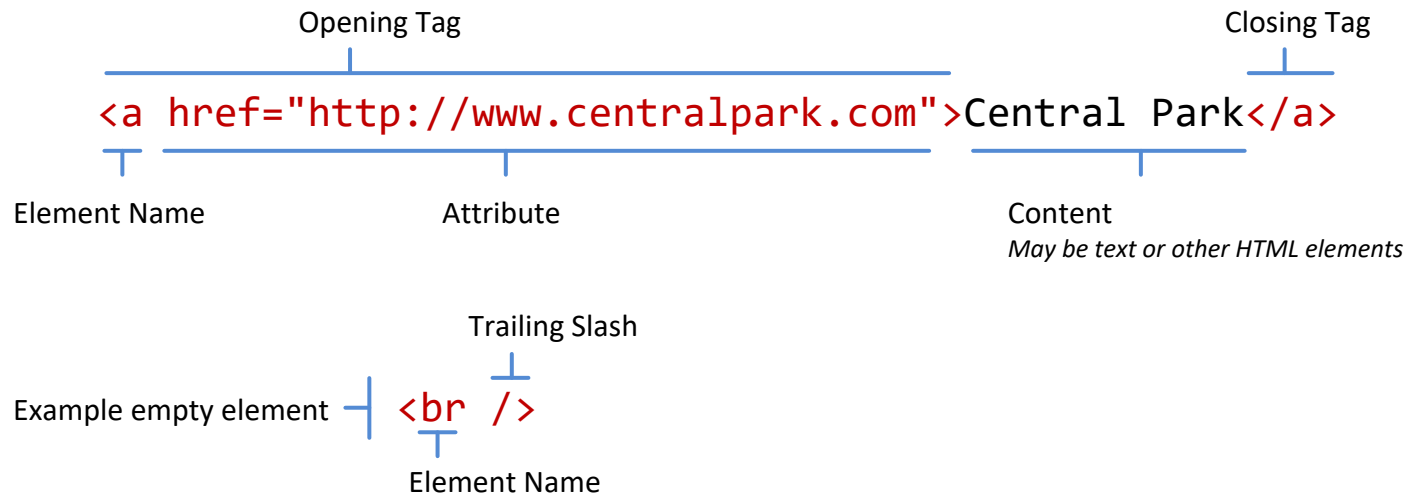 Opening Tag
Closing Tag
<a href="http://www.centralpark.com">Central Park</a>
Element Name
Attribute
Content
May be text or other HTML elements
Trailing Slash
Example empty element
<br />
Element Name